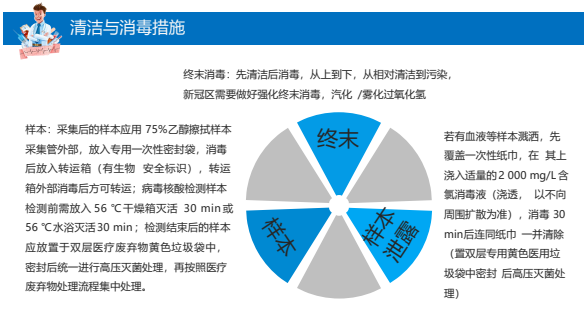 清洁与消毒措施
终末消毒：先清洁后消毒，从上到下，从相对清洁到污染，
新冠区需要做好强化终末消毒，汽化 /雾化过氧化氢
样本：采集后的样本应用 75%乙醇擦拭样本
采集管外部，放入专用一次性密封袋，消毒
后放入转运箱（有生物 安全标识），转运
箱外部消毒后方可转运；病毒核酸检测样本
检测前需放入 56 ℃干燥箱灭活 30 min或
56 ℃水浴灭活30 min；检测结束后的样本
应放置于双层医疗废弃物黄色垃圾袋中，
密封后统一进行高压灭菌处理，再按照医疗
废弃物处理流程集中处理。
终末
样本
样本
泄露
若有血液等样本溅洒，先
覆盖一次性纸巾，在 其上
浇入适量的2 000 mg/L 含
氯消毒液（浇透， 以不向
周围扩散为准），消毒 30
min后连同纸巾 一并清除
（置双层专用黄色医用垃
圾袋中密封 后高压灭菌处
理）